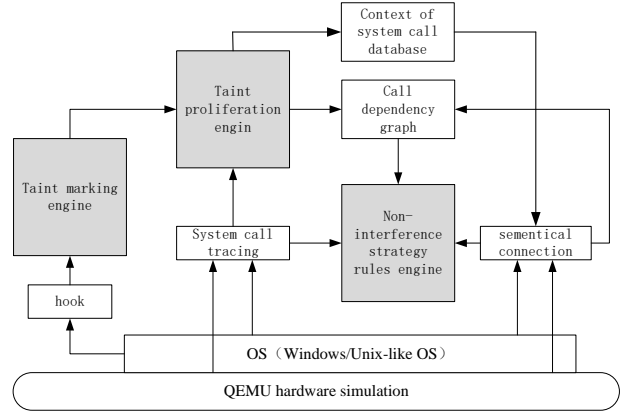 Context of
system call
database
Taint
proliferation
engin
Call
dependency
graph
Taint marking
engine
Non-
interference
strategy
rules engine
System call
tracing
sementical
connection
hook
OS（Windows/Unix-like OS）
QEMU hardware simulation